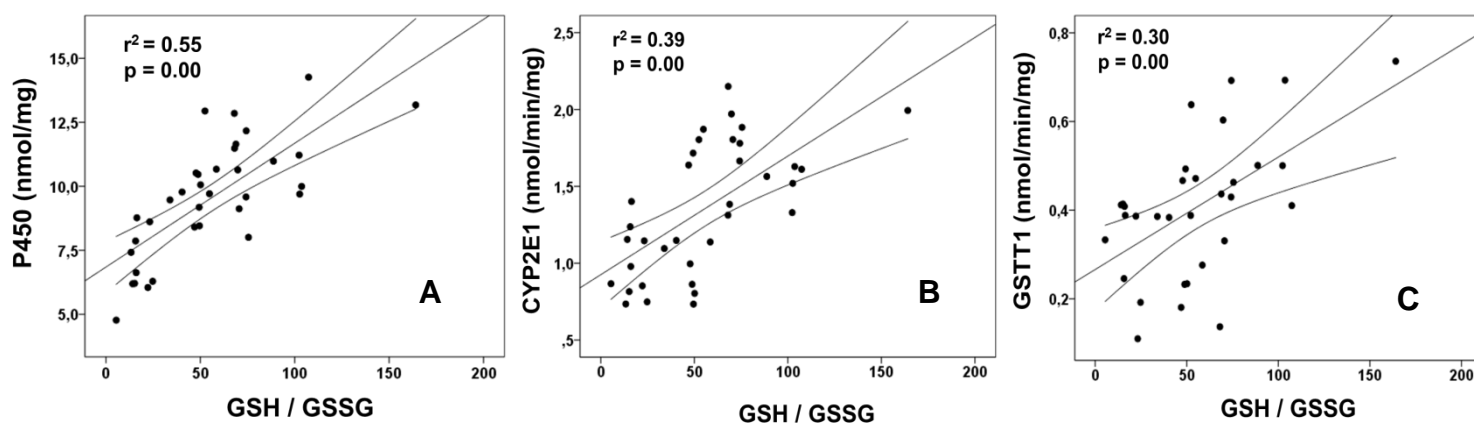 r² = 0.55
p = 0.00
15,0
12,5
10,0
7,5
5,0
P450 (nmol/mg)
A
0 50 100 150 200
GSH / GSSG
r² = 0.39
p = 0.00
2,5
2,0
1,5
1,0
,5
CYP2E1 (nmol/min/mg)
B
0 50 100 150 200
GSH / GSSG
r² = 0.30
p = 0.00
0,8
0,6
0,4
0,2
GSTT1 (nmol/min/mg)
C
0 50 100 150 200
GSH / GSSG